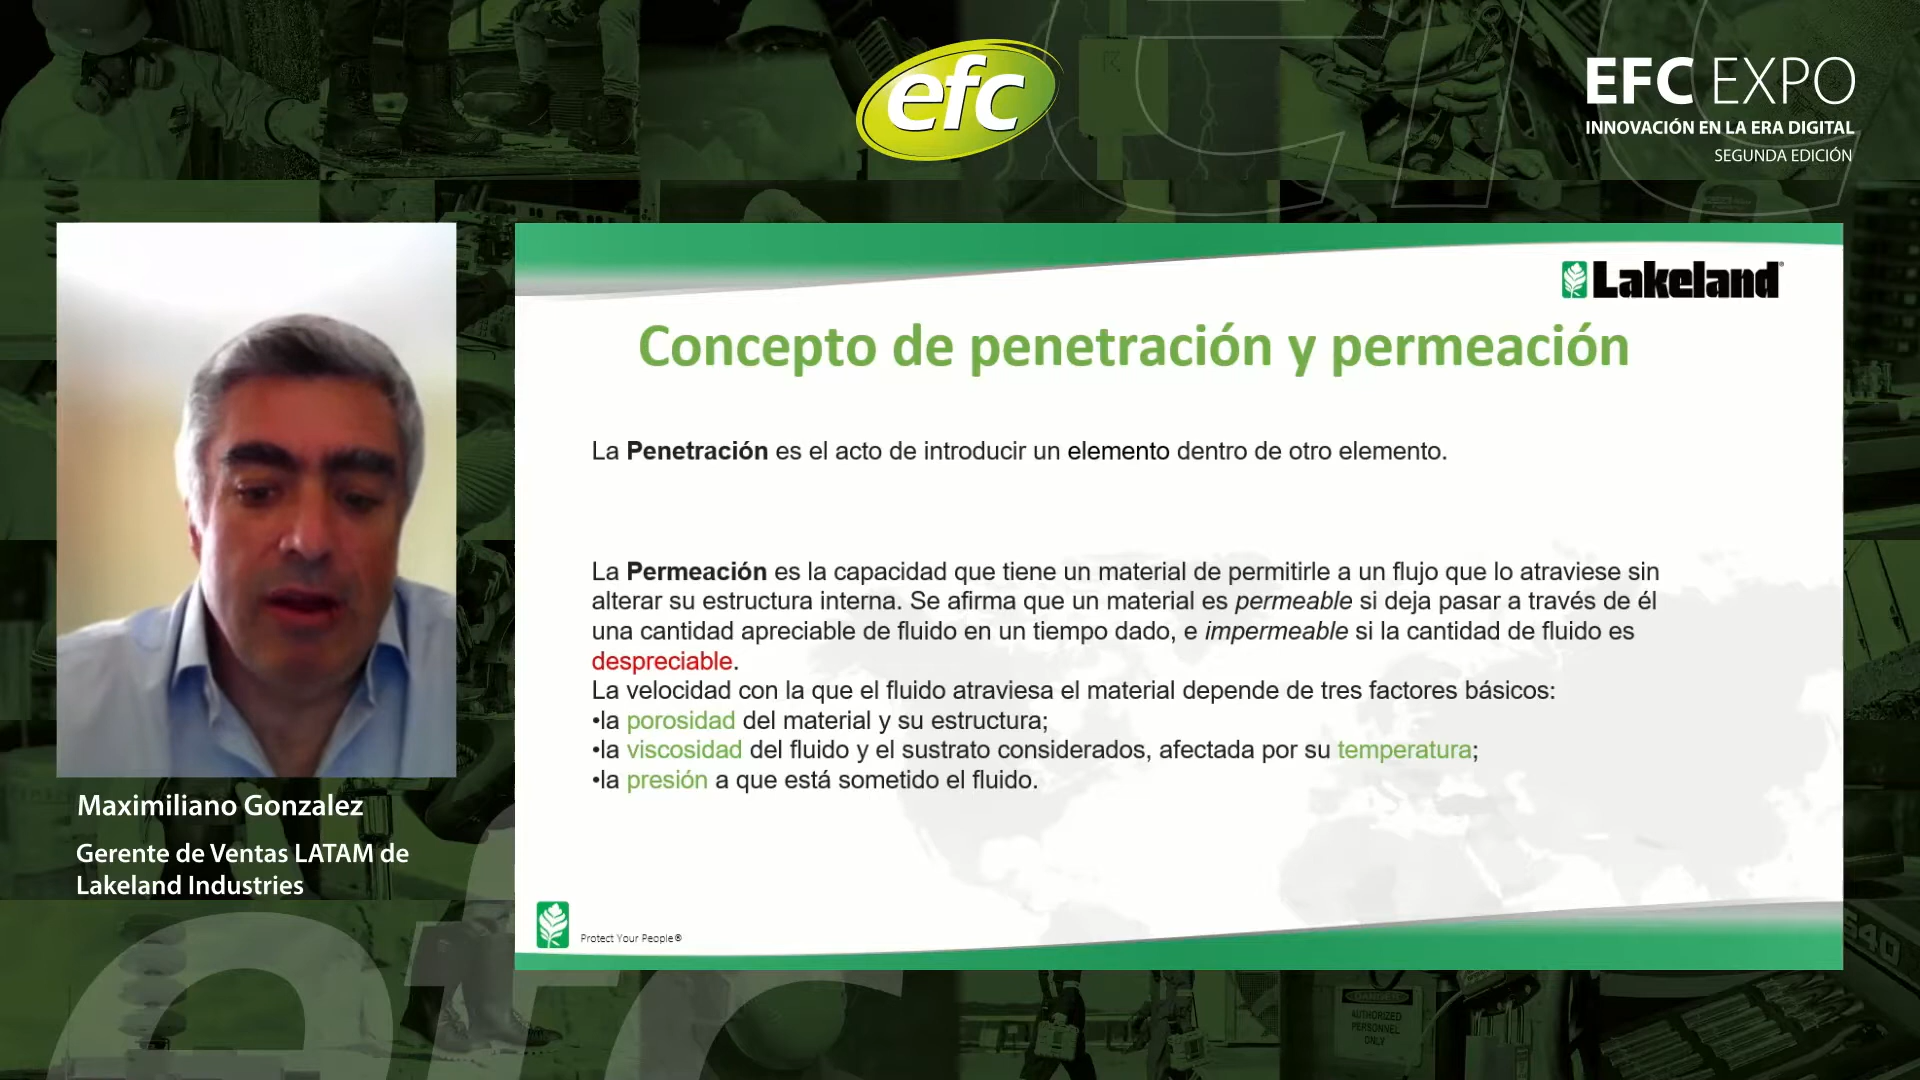 efc
EFC EXPO
INNOVACIÓN EN LA ERA DIGITAL
SEGUNDA EDICIÓN
Lakeland
Concepto de penetración y permeación
La Penetración es el acto de introducir un elemento dentro de otro elemento.
La Permeación es la capacidad que tiene un material de permitirle a un flujo que lo atraviese sin
alterar su estructura interna. Se afirma que un material es permeable si deja pasar a través de él
una cantidad apreciable de fluido en un tiempo dado, e impermeable si la cantidad de fluido es
despreciable.
La velocidad con la que el fluido atraviesa el material depende de tres factores básicos:
•la porosidad del material y su estructura;
•la viscosidad del fluido y el sustrato considerados, afectada por su temperatura;
•la presión a que está sometido el fluido.
Protect Your People®
Maximiliano Gonzalez
Gerente de Ventas LATAM de
Lakeland Industries
efc
DANGER
AUTHORIZED
PERSONNEL
ONLY
540